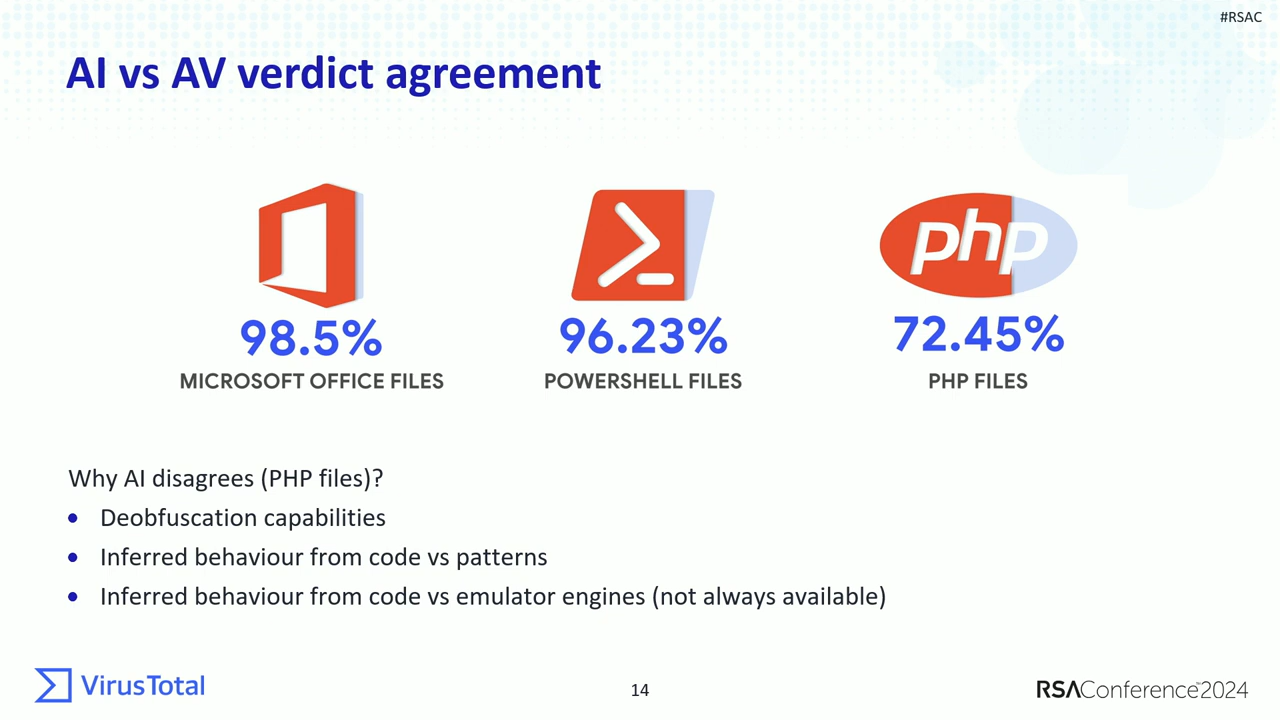 #RSAC
AI vs AV verdict agreement
php
98.5%
96.23%
72.45%
MICROSOFT OFFICE FILES
POWERSHELL FILES
PHP FILES
Why AI disagrees (PHP files)?
• Deobfuscation capabilities
• Inferred behaviour from code vs patterns
• Inferred behaviour from code vs emulator engines (not always available)
VirusTotal
14
RSAConference™2024